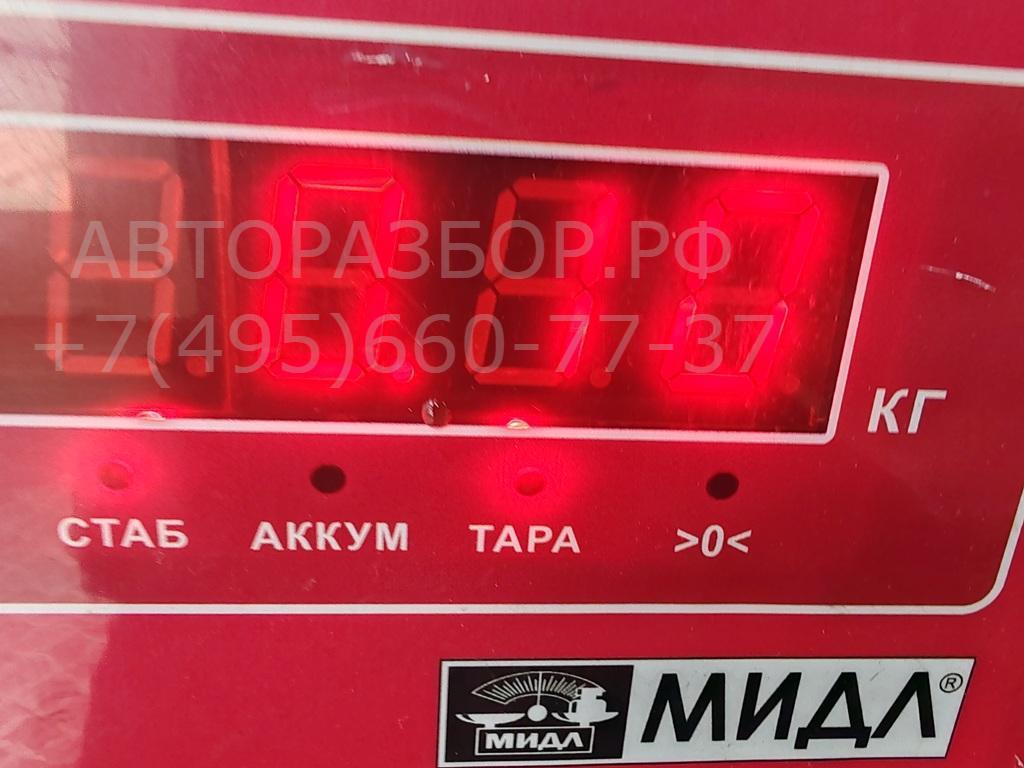 АВТОРАЗБОР.РФ
+7(495)660-77-37
КГ
СТАБ АККУМ ТАРА >0<
МИДЛ МИДЛ®